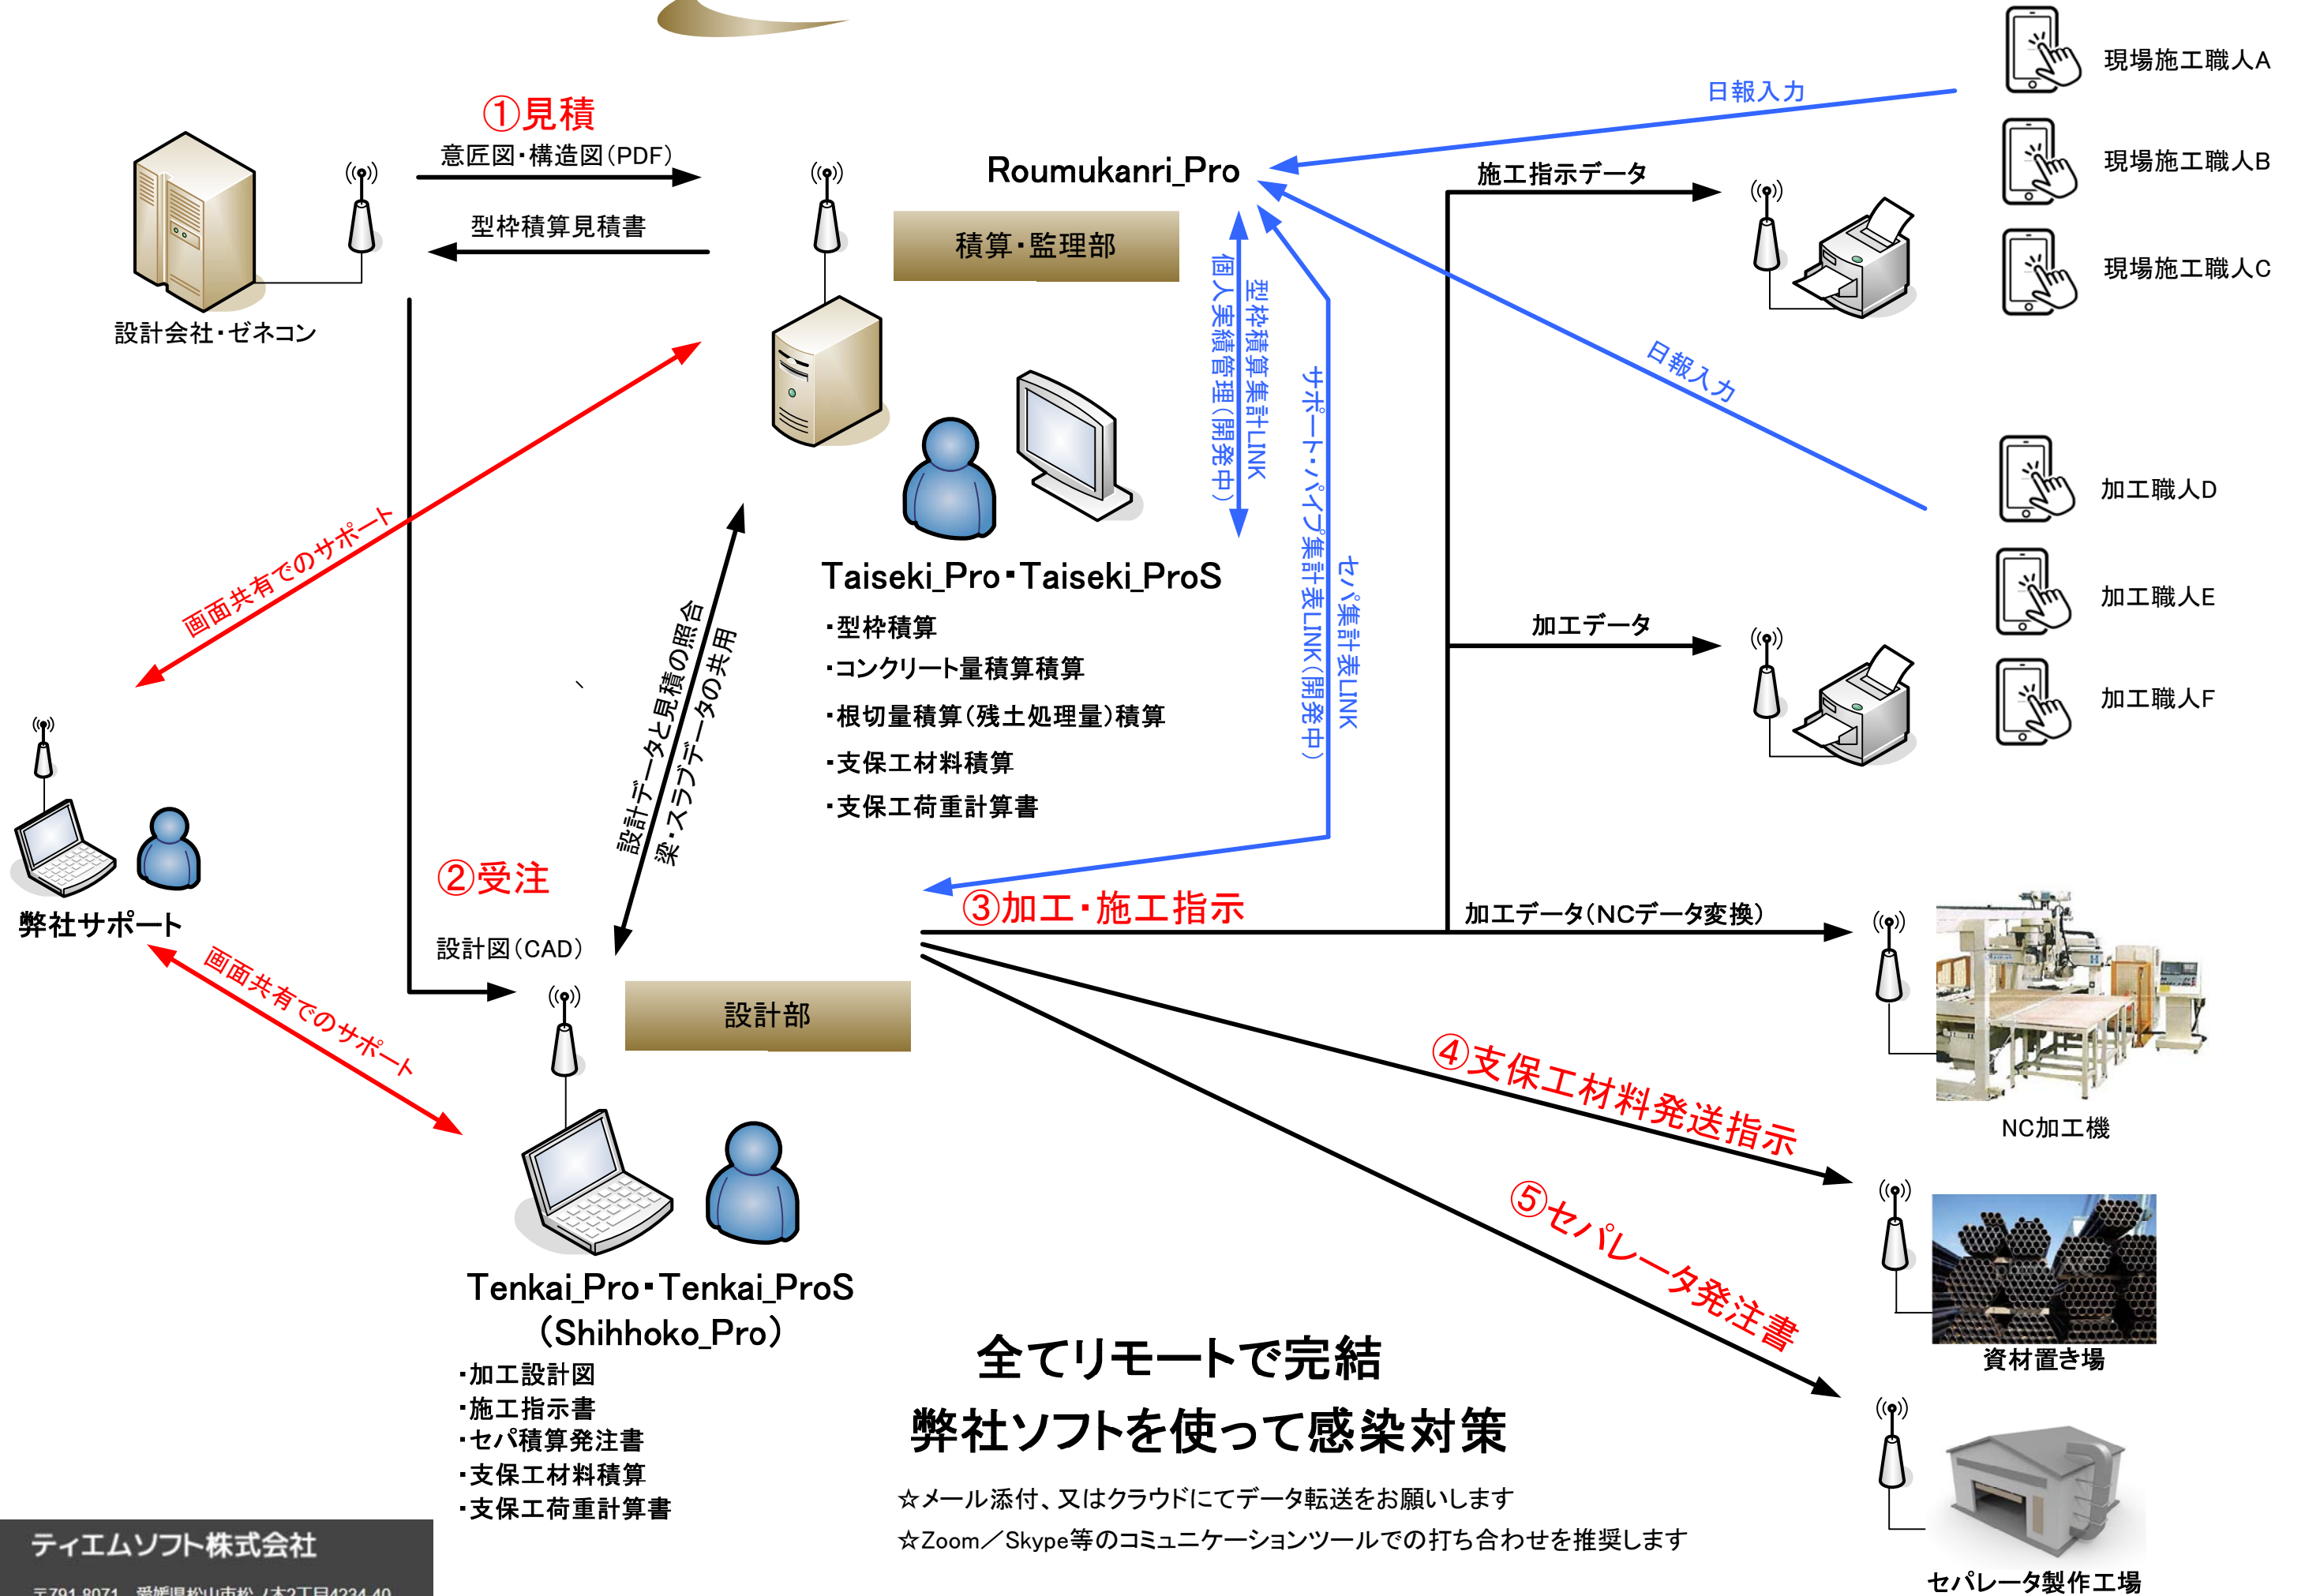 ①見積
意匠図・構造図(PDF)
型枠積算見積書
設計会社・ゼネコン
Roumukanri_Pro
積算・監理部
日報入力
現場施工職人A
現場施工職人B
現場施工職人C
施工指示データ
日報入力
型枠積算集計LINK
個人実績管理(開発中)
セパ集計表LINK
サポート・パイプ集計表LINK(開発中)
加工職人D
加工職人E
加工職人F
加工データ
画面共有でのサポート
Taiseki_Pro・Taiseki_ProS
・型枠積算
・コンクリート量積算積算
・根切量積算(残土処理量)積算
・支保工材料積算
・支保工荷重計算書
設計データと見積の照合
梁・スラブデータの共用
、
弊社サポート
画面共有でのサポート
②受注
設計図(CAD)
設計部
③加工・施工指示
加工データ(NCデータ変換)
NC加工機
④支保工材料発送指示
資材置き場
⑤セパレータ発注書
セパレータ製作工場
Tenkai_Pro・Tenkai_ProS
(Shihhoko_Pro)
・加工設計図
・施工指示書
・セパ積算発注書
・支保工材料積算
・支保工荷重計算書
全てリモートで完結
弊社ソフトを使って感染対策
☆メール添付、又はクラウドにてデータ転送をお願いします
☆Zoom/Skype等のコミュニケーションツールでの打ち合わせを推奨します
ティエムソフト株式会社
〒791-8071 愛媛県松山市松ノ木2丁目4234-40